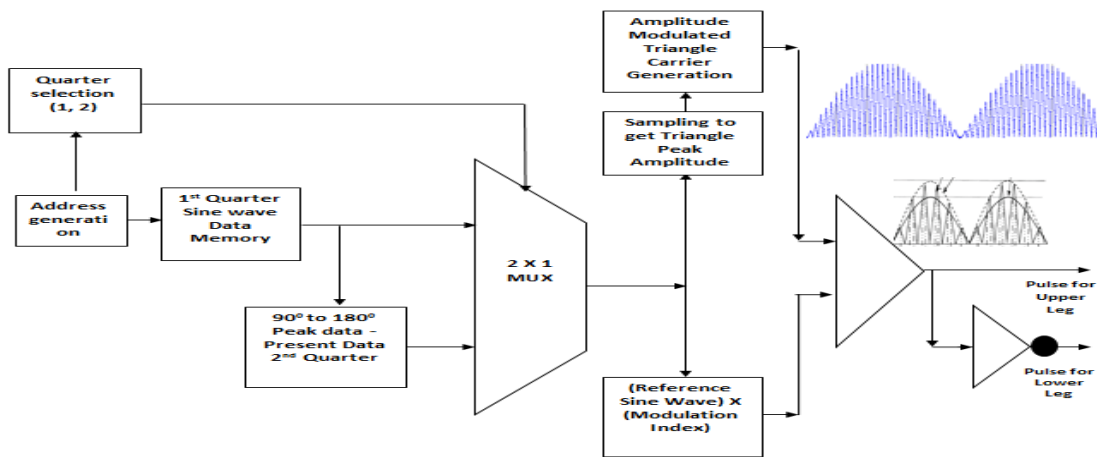 Quarter
selection
(1, 2)
Address
generati
on
1st Quarter
Sine wave
Data
Memory
90° to 180°
Peak data -
Present Data
2nd Quarter
2 X 1
MUX
Amplitude
Modulated
Triangle
Carrier
Generation
Sampling to
get Triangle
Peak
Amplitude
(Reference
Sine Wave) X
(Modulation
Index)
Pulse for
Upper
Leg
Pulse for
Lower
Leg